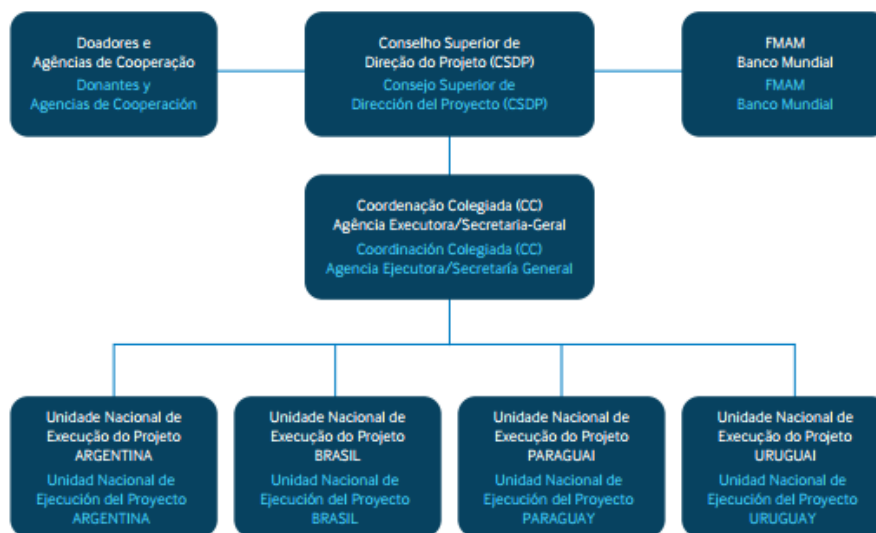 Doadores e
Agências de Cooperação
Donantes y
Agencias de Cooperación
Conselho Superior de
Direção do Projeto (CSDP)
Consejo Superior de
Dirección del Proyecto (CSDP)
FMAM
Banco Mundial
FMAM
Banco Mundial
Coordenação Colegiada (CC)
Agência Executora/Secretaria-Geral
Coordinación Colegiada (CC)
Agencia Ejecutora/Secretaría General
Unidade Nacional de
Execução do Projeto
ARGENTINA
Unidad Nacional de
Ejecución del Proyecto
ARGENTINA
Unidade Nacional de
Execução do Projeto
BRASIL
Unidad Nacional de
Ejecución del Proyecto
BRASIL
Unidade Nacional de
Execução do Projeto
PARAGUAI
Unidad Nacional de
Ejecución del Proyecto
PARAGUAY
Unidade Nacional de
Execução do Projeto
URUGUAI
Unidad Nacional de
Ejecución del Proyecto
URUGUAY